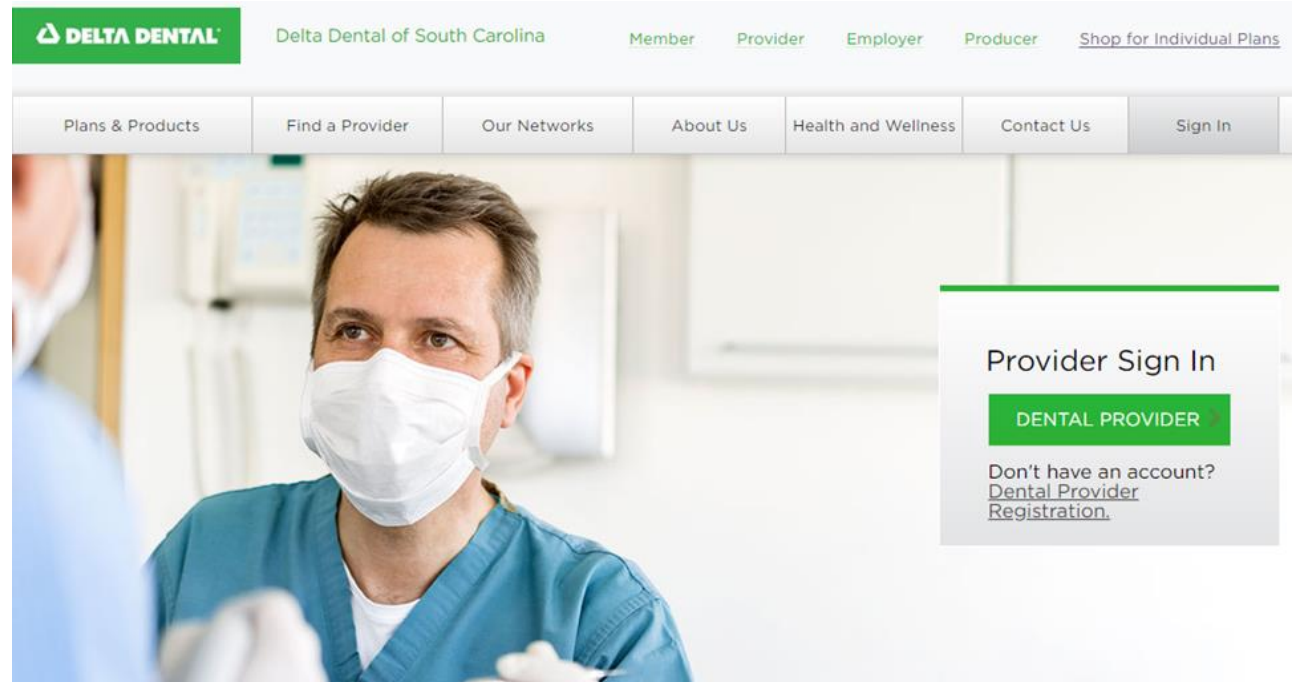 DELTA DENTAL
Delta Dental of South Carolina
Member Provider Employer Producer Shop for Individual Plans
Plans & Products Find a Provider Our Networks About Us Health and Wellness Contact Us Sign In
Provider Sign In
DENTAL PROVIDER
Don't have an account?
Dental Provider
Registration.